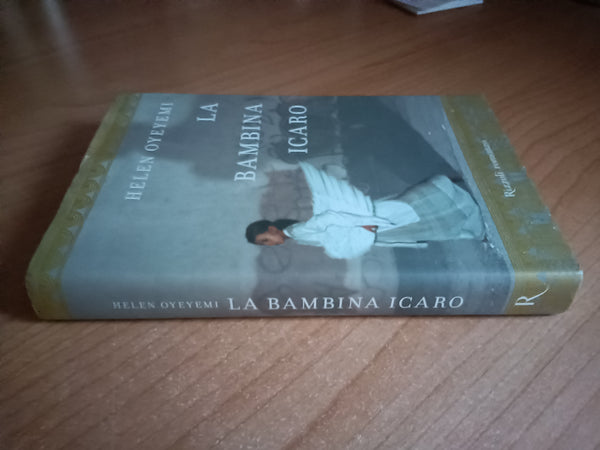 HELEN OYEYEMI
LA
BAMBINA
ICARO
Rizzoli romanzo
HELEN OYEYEMI LA BAMBINA ICARO
R